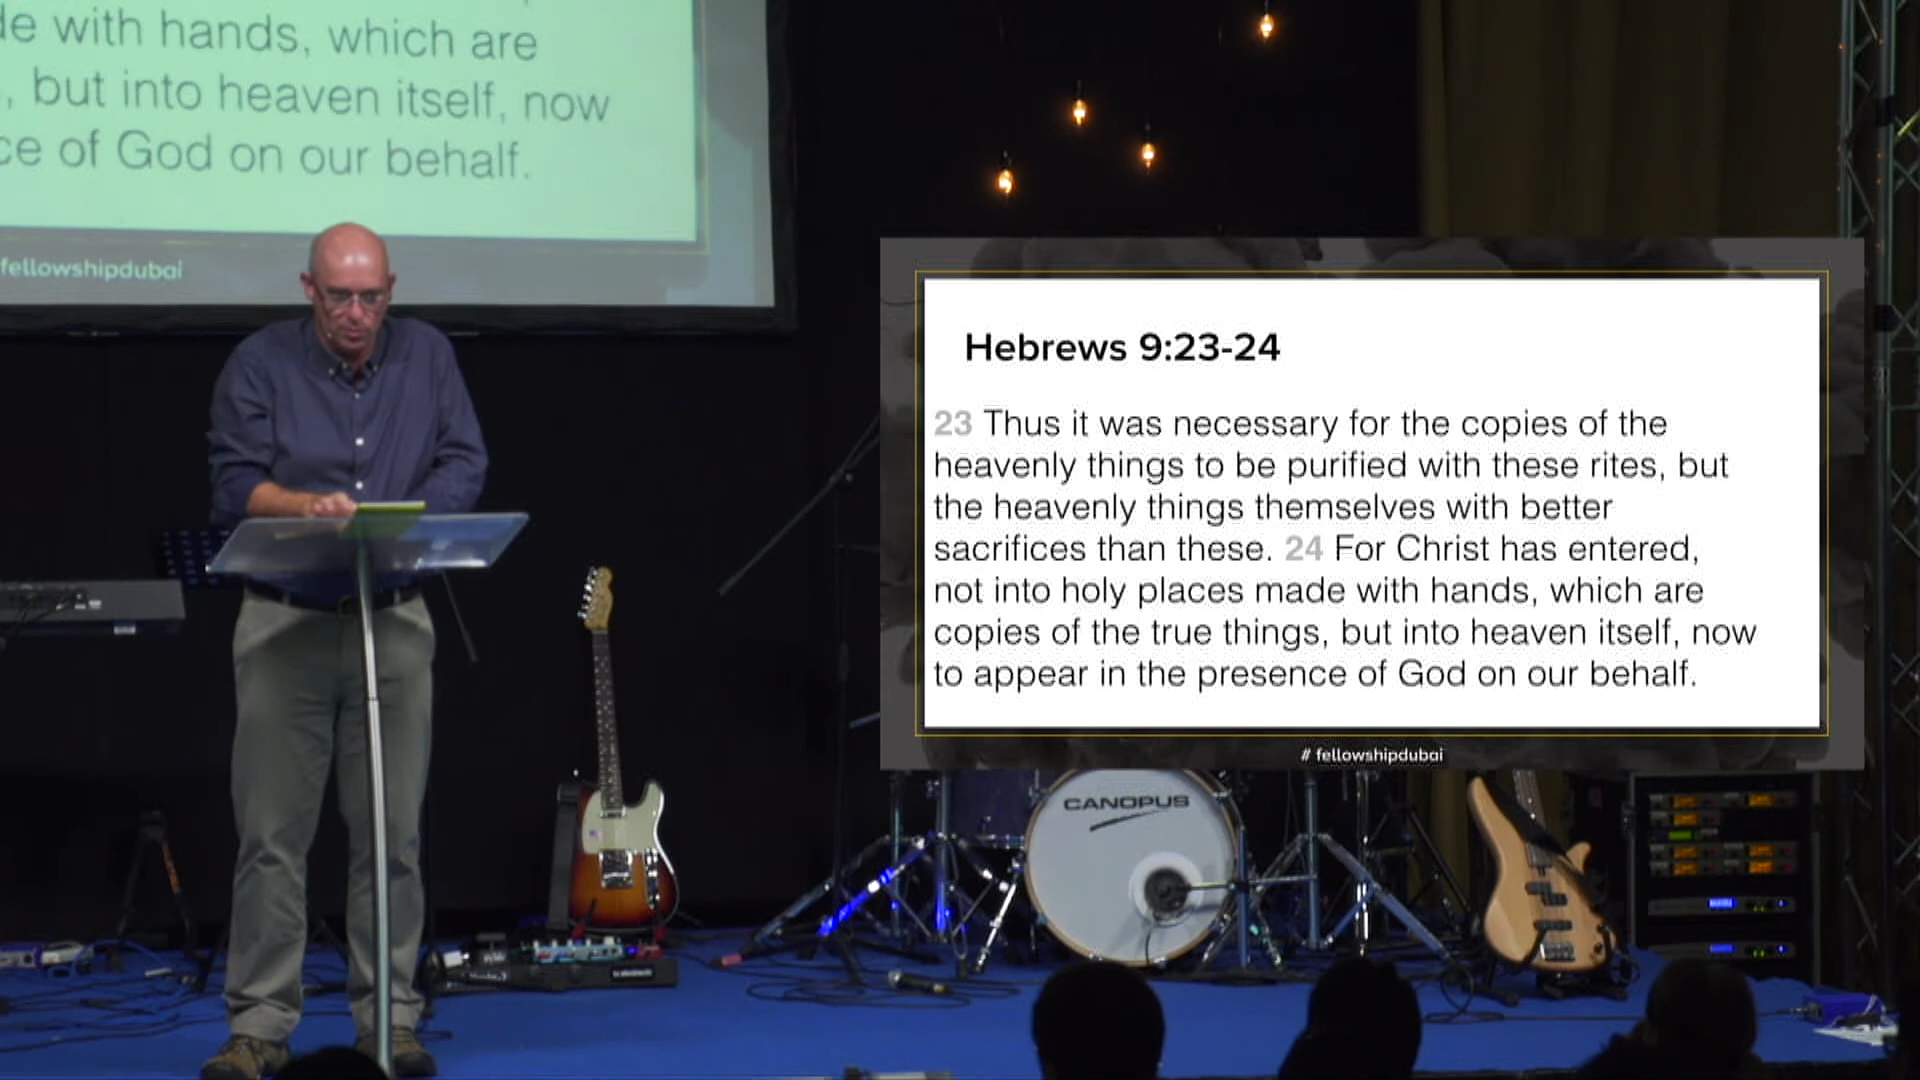 de with hands, which are
, but into heaven itself, now
ce of God on our behalf.
fellowshipdubai
Hebrews 9:23-24
23 Thus it was necessary for the copies of the
heavenly things to be purified with these rites, but
the heavenly things themselves with better
sacrifices than these. 24 For Christ has entered,
not into holy places made with hands, which are
copies of the true things, but into heaven itself, now
to appear in the presence of God on our behalf.
# fellowshipdubai
CANOPUS